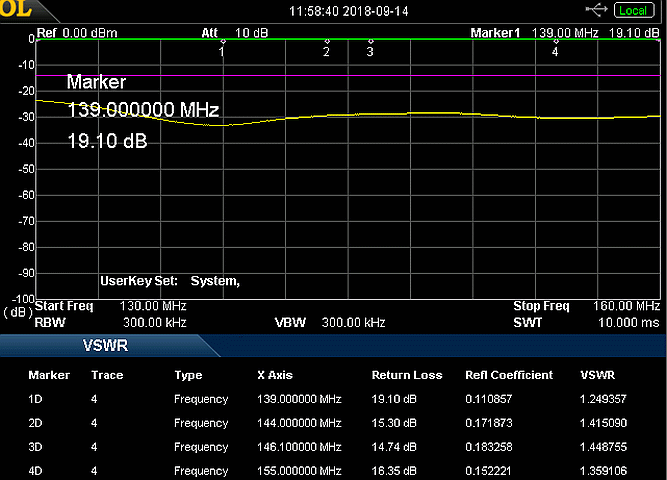 OL 11:58:40 2018-09-14 Local
Ref 0.00 dBm Att 10 dB Marker1 139.00 MHz 19.10 dB
0 1 2 3 4
-10
Marker
-20
139.000000 MHz
-30
19.10 dB
-40
-50
-60
-70
-80
-90
UserKey Set: System,
-100
(dB) Start Freq 130.00 MHz Stop Freq 160.00 MHz
RBW 300.00 kHz VBW 300.00 kHz SWT 10.000 ms
VSWR
Marker Trace Type X Axis Return Loss Refl Coefficient VSWR
1D 4 Frequency 139.000000 MHz 19.10 dB 0.110857 1.249357
2D 4 Frequency 144.000000 MHz 15.30 dB 0.171873 1.415090
3D 4 Frequency 146.100000 MHz 14.74 dB 0.183258 1.448755
4D 4 Frequency 155.000000 MHz 16.35 dB 0.152221 1.359106